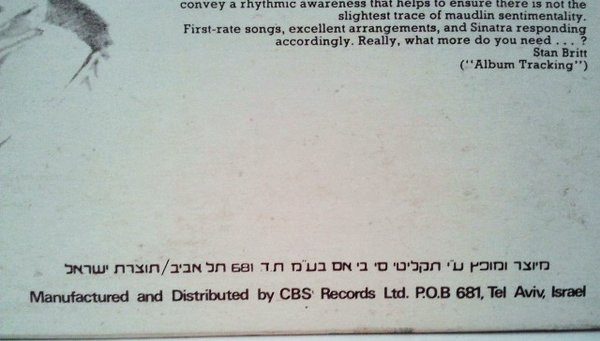 convey a rhythmic awareness that helps to ensure there is not the
slightest trace of maudlin sentimentality.
First-rate songs, excellent arrangements, and Sinatra responding
accordingly. Really, what more do you need . . . ?
Stan Britt
(''Album Tracking'')
מיוצר ומופץ ע״י תקליטי סי בי אס בע״מ ת.ד 681 תל אביב/תוצרת ישראל
Manufactured and Distributed by CBS Records Ltd. P.O.B 681, Tel Aviv, Israel